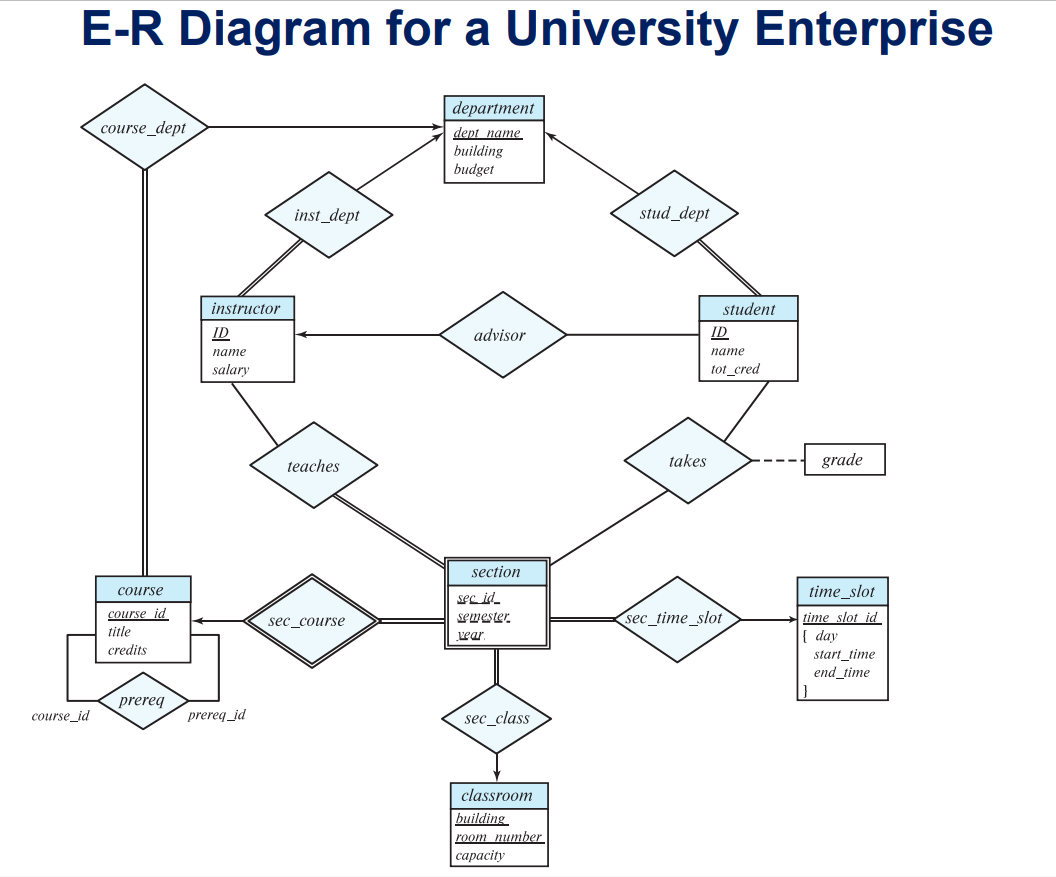 E-R Diagram for a University Enterprise
course_dept
department
dept_name
building
budget
inst_dept
stud_dept
instructor
ID
name
salary
advisor
student
ID
name
tot_cred
teaches
takes
grade
course
course_id
title
credits
sec_course
section
sec_id
semester
year
sec_time_slot
time_slot
time_slot_id
{ day
start_time
end_time
}
prereq
course_id
prereq_id
sec_class
classroom
building
room_number
capacity